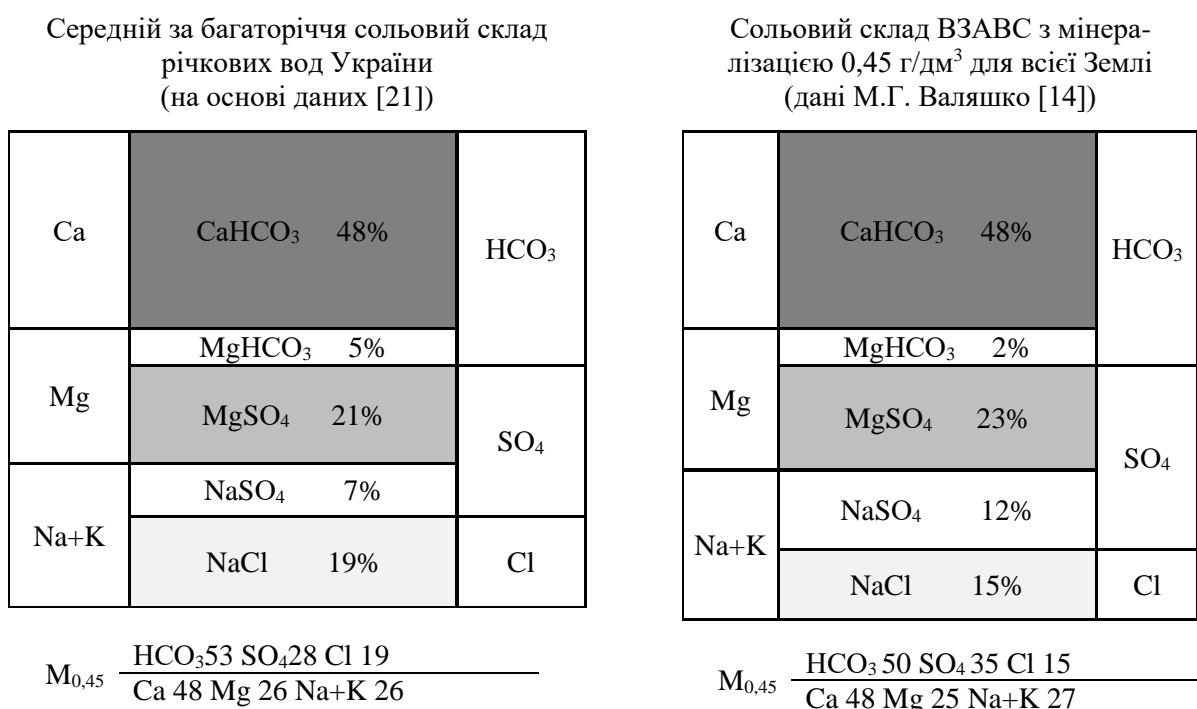 Середній за багаторіччя сольовий склад
річкових вод України
(на основі даних [21])
Ca
CaHCO₃ 48%
HCO₃
MgHCO₃ 5%
Mg
MgSO₄ 21%
SO₄
NaSO₄ 7%
Na+K
NaCl 19%
Cl
M₀,₄₅
HCO₃53 SO₄28 Cl 19
Ca 48 Mg 26 Na+K 26
Сольовий склад ВЗАВС з мінера-
лізацією 0,45 г/дм³ для всієї Землі
(дані М.Г. Валяшко [14])
Ca
CaHCO₃ 48%
HCO₃
MgHCO₃ 2%
Mg
MgSO₄ 23%
SO₄
NaSO₄ 12%
Na+K
NaCl 15%
Cl
M₀,₄₅
HCO₃ 50 SO₄ 35 Cl 15
Ca 48 Mg 25 Na+K 27